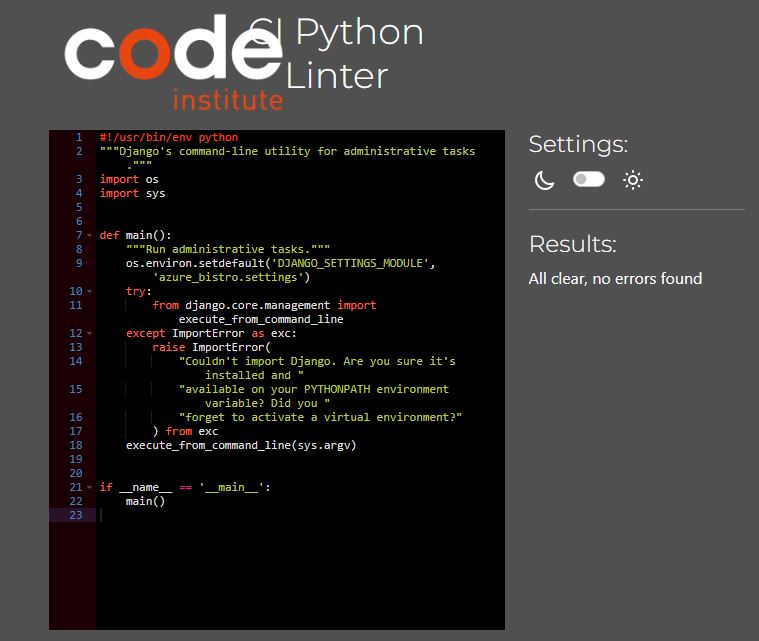 code
institute
CI Python
Linter
1 #!/usr/bin/env python
2 """Django's command-line utility for administrative tasks
."""
3 import os
4 import sys
5
6
7 def main():
8 """Run administrative tasks."""
9 os.environ.setdefault('DJANGO_SETTINGS_MODULE',
'azure_bistro.settings')
10 try:
11 from django.core.management import
execute_from_command_line
12 except ImportError as exc:
13 raise ImportError(
14 "Couldn't import Django. Are you sure it's
installed and "
15 "available on your PYTHONPATH environment
variable? Did you "
16 "forget to activate a virtual environment?"
17 ) from exc
18 execute_from_command_line(sys.argv)
19
20
21 if __name__ == '__main__':
22 main()
23
Settings:
Results:
All clear, no errors found